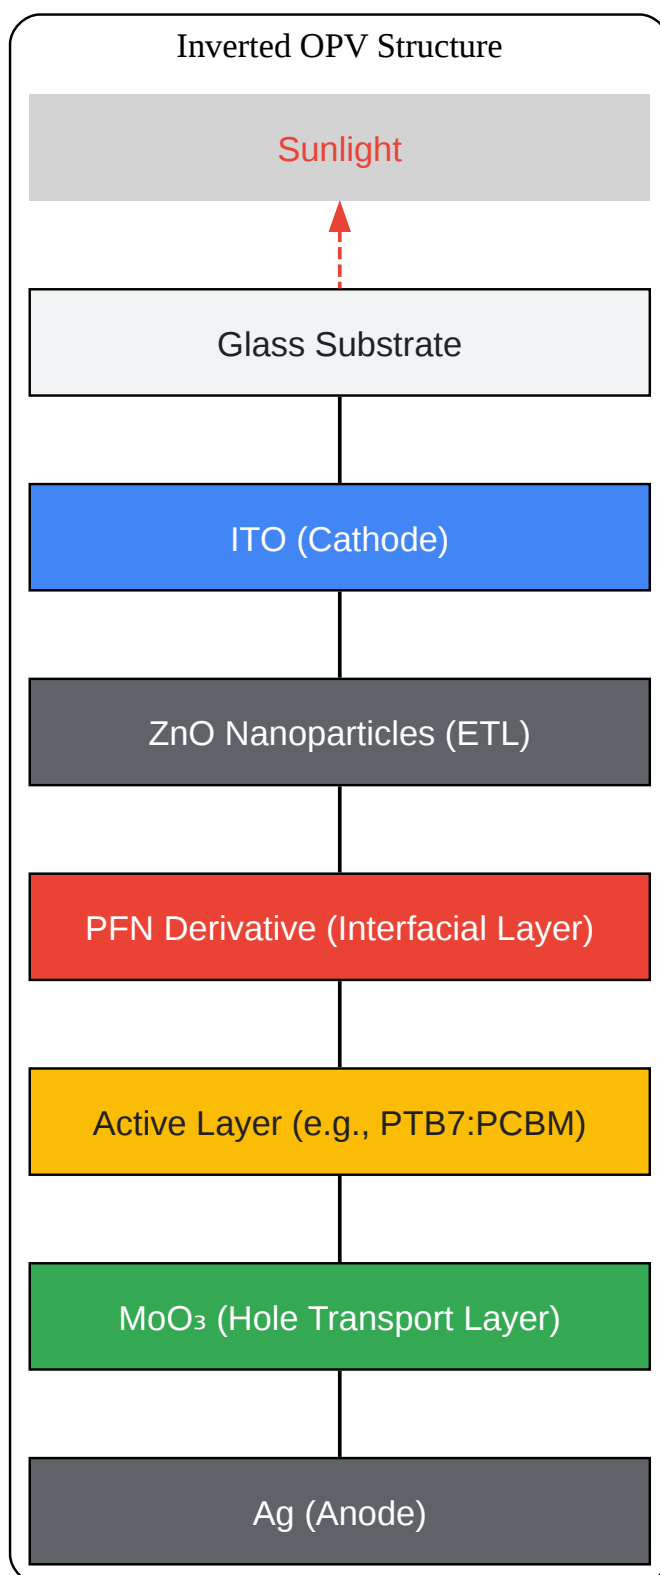 Inverted OPV Structure
Sunlight
Glass Substrate
ITO (Cathode)
ZnO Nanoparticles (ETL)
PFN Derivative (Interfacial Layer)
Active Layer (e.g., PTB7:PCBM)
MoO₃ (Hole Transport Layer)
Ag (Anode)